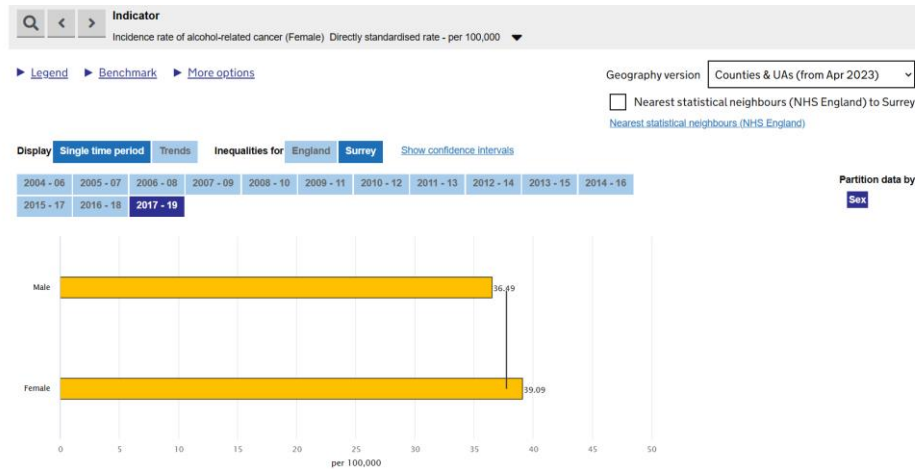 Indicator
Incidence rate of alcohol-related cancer (Female) Directly standardised rate - per 100,000
Legend Benchmark More options
Geography version Counties & UAs (from Apr 2023)
Nearest statistical neighbours (NHS England) to Surrey
Nearest statistical neighbours (NHS England)
Display Single time period Trends Inequalities for England Surrey Show confidence intervals
2004 - 06 2005 - 07 2006 - 08 2007 - 09 2008 - 10 2009 - 11 2010 - 12 2011 - 13 2012 - 14 2013 - 15 2014 - 16
2015 - 17 2016 - 18 2017 - 19
Partition data by
Sex
Male 36.49
Female 39.09
0 5 10 15 20 25 30 35 40 45 50
per 100,000